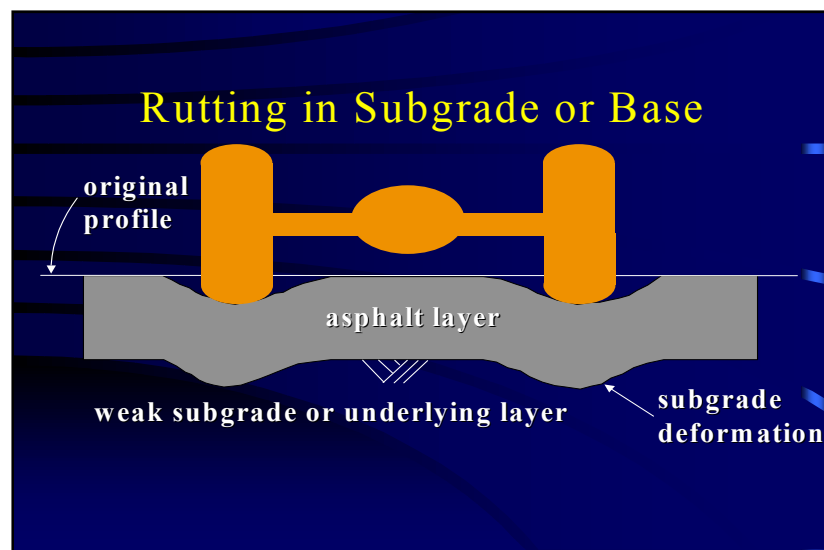 Rutting in Subgrade or Base
original
profile
asphalt layer
weak subgrade or underlying layer
subgrade
deformation